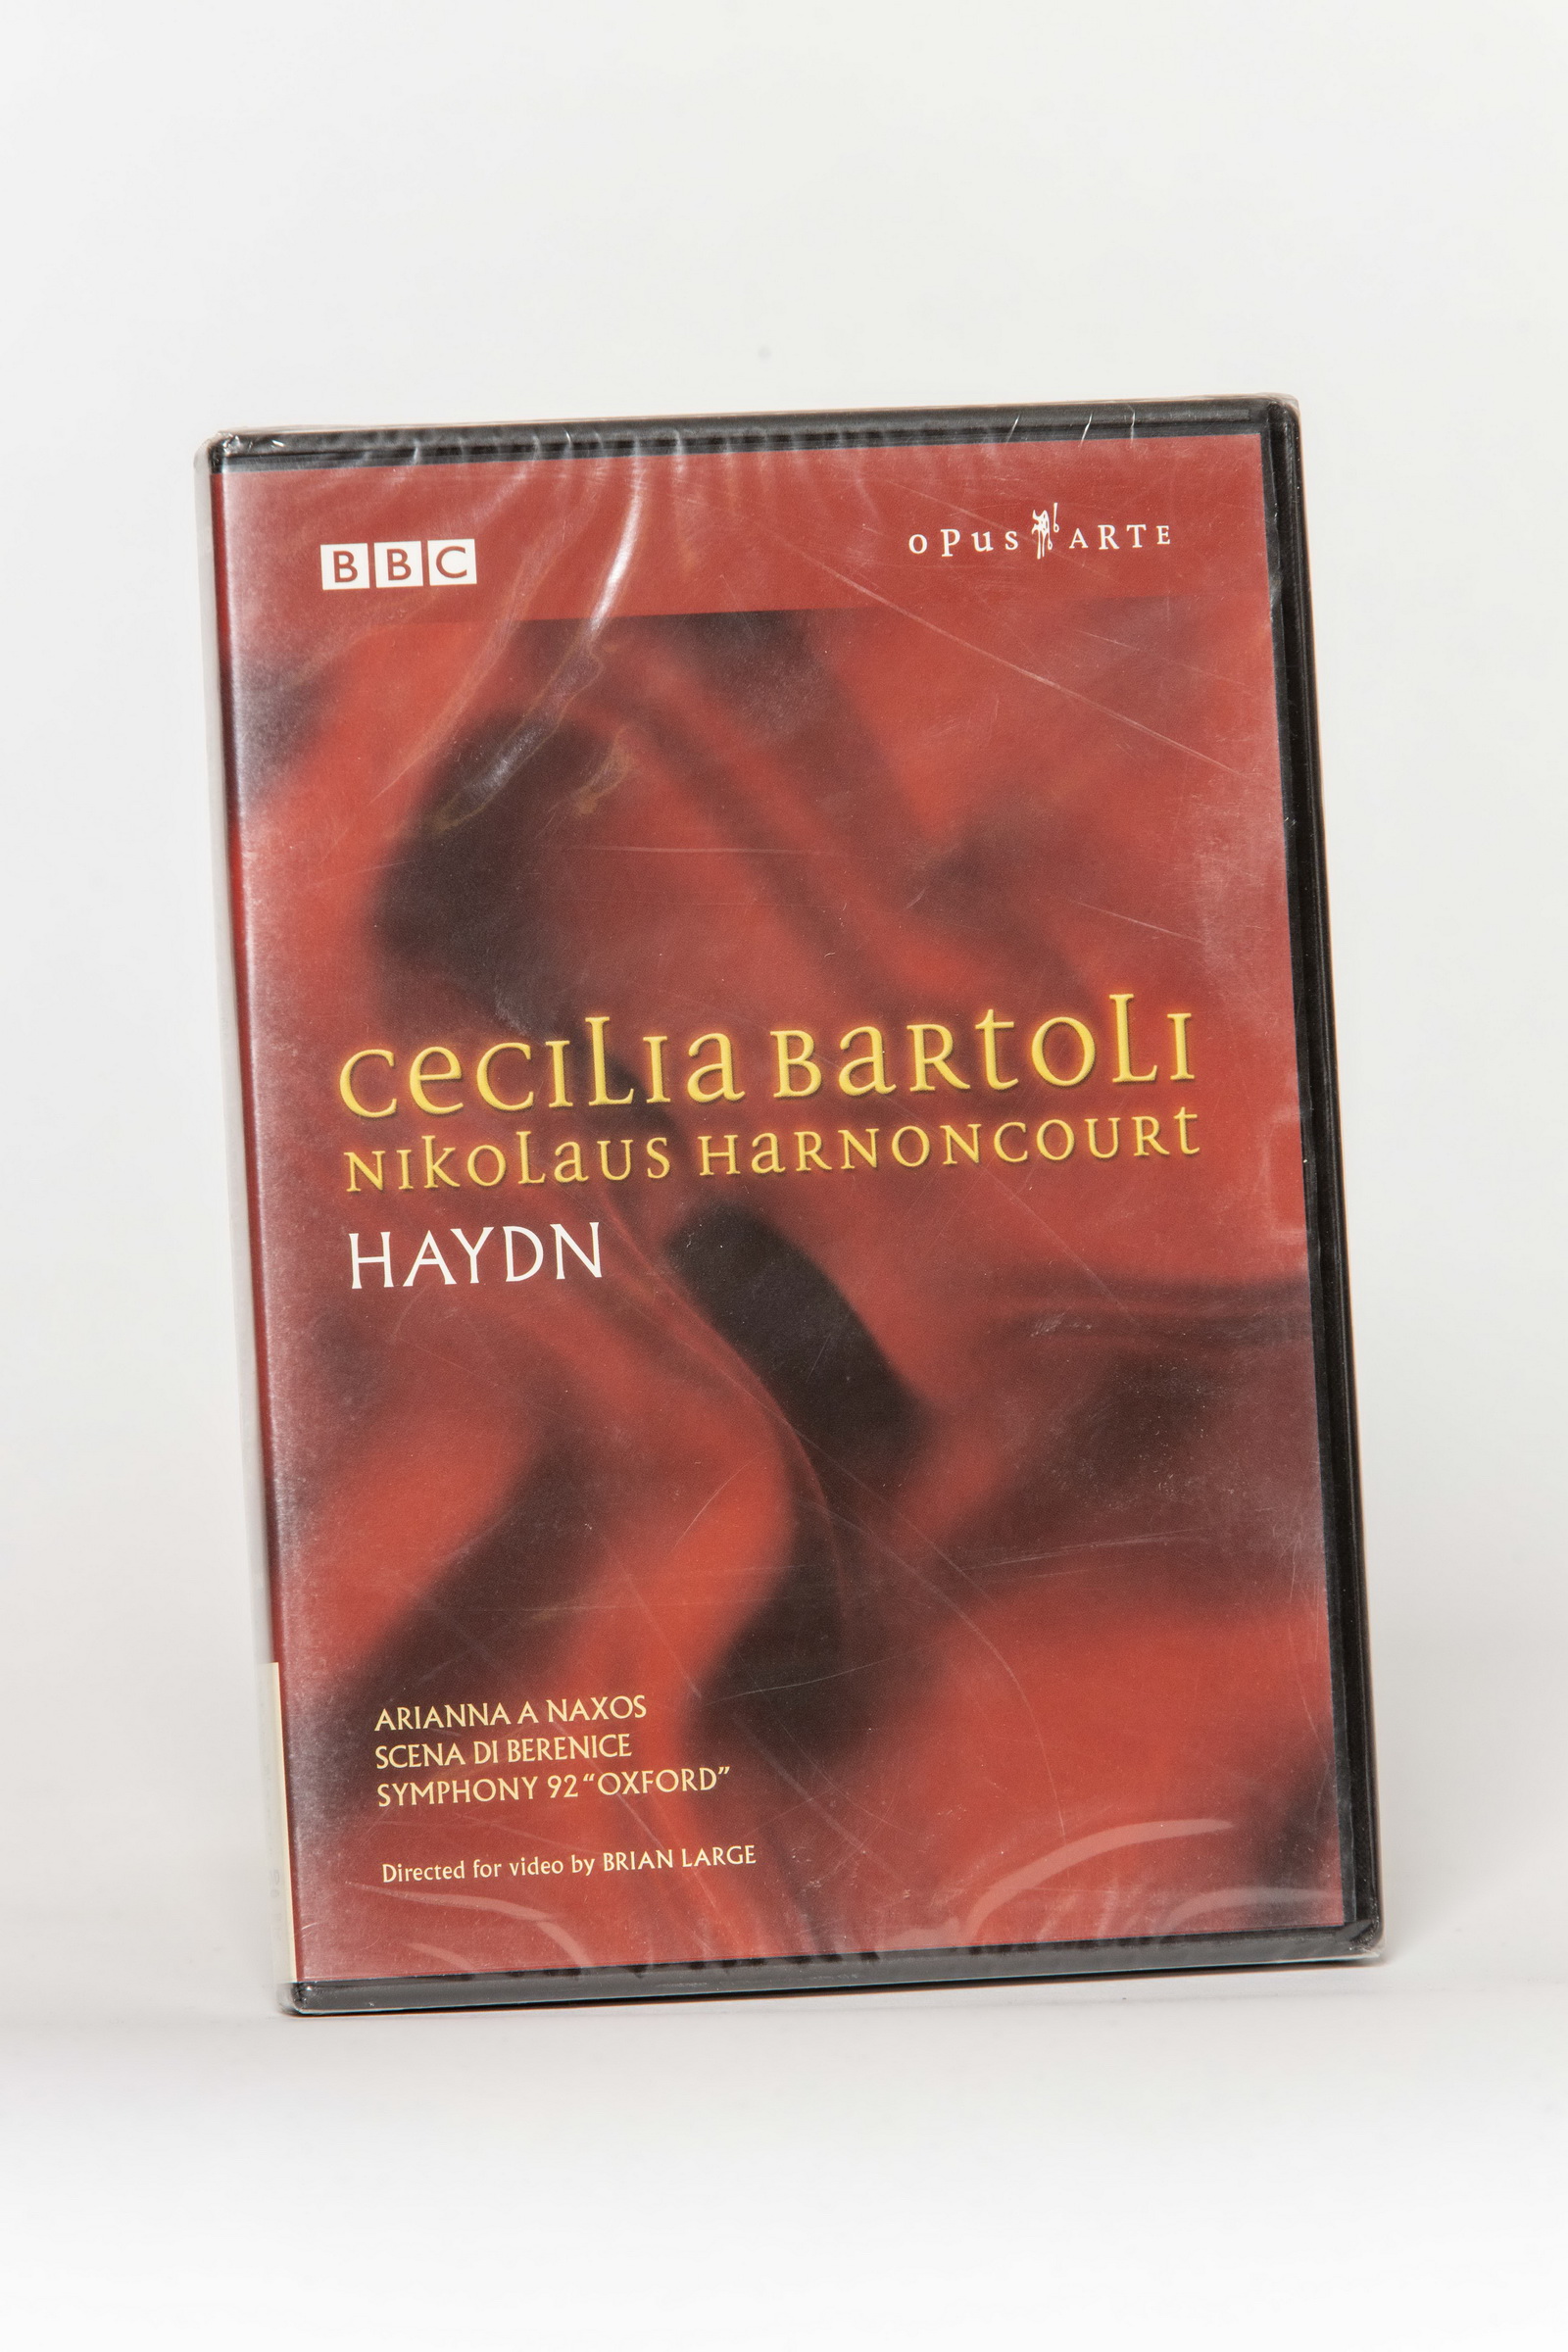 BBC
OPUS ARTE
CECILIA BARTOLI
NIKOLAUS HARNONCOURT
HAYDN
ARIANNA A NAXOS
SCENA DI BERENICE
SYMPHONY 92 “OXFORD”
Directed for video by BRIAN LARGE